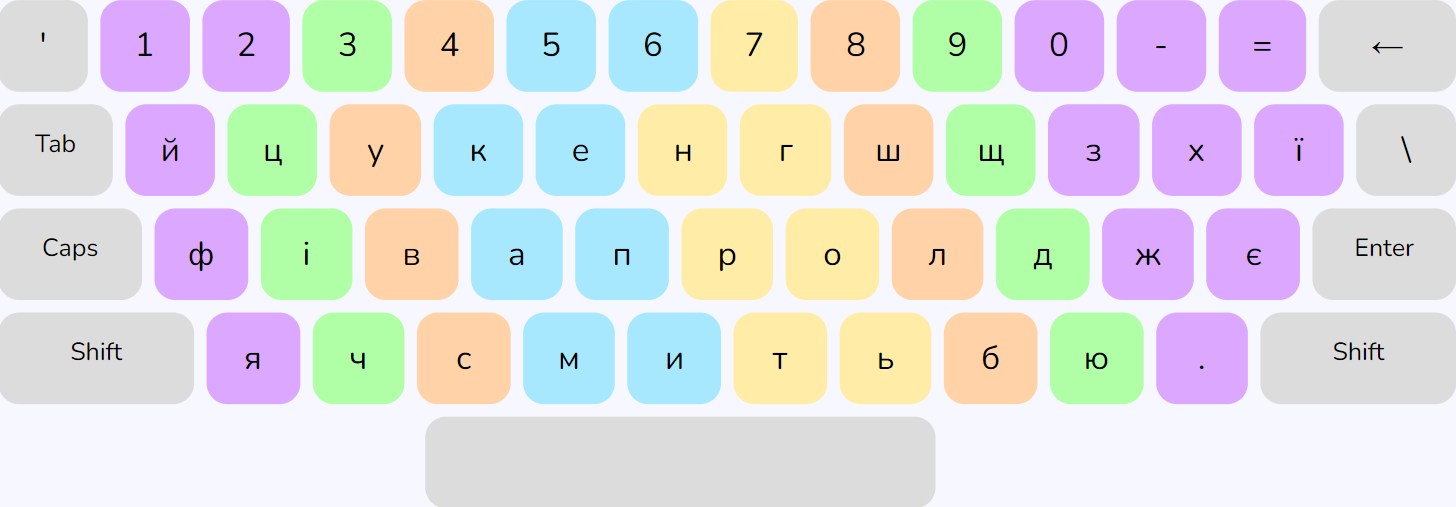 ' 1 2 3 4 5 6 7 8 9 0 - = ←
Tab й ц у к е н г ш щ з х ї \
Caps ф і в а п р о л д ж є Enter
Shift я ч с м и т ь б ю . Shift